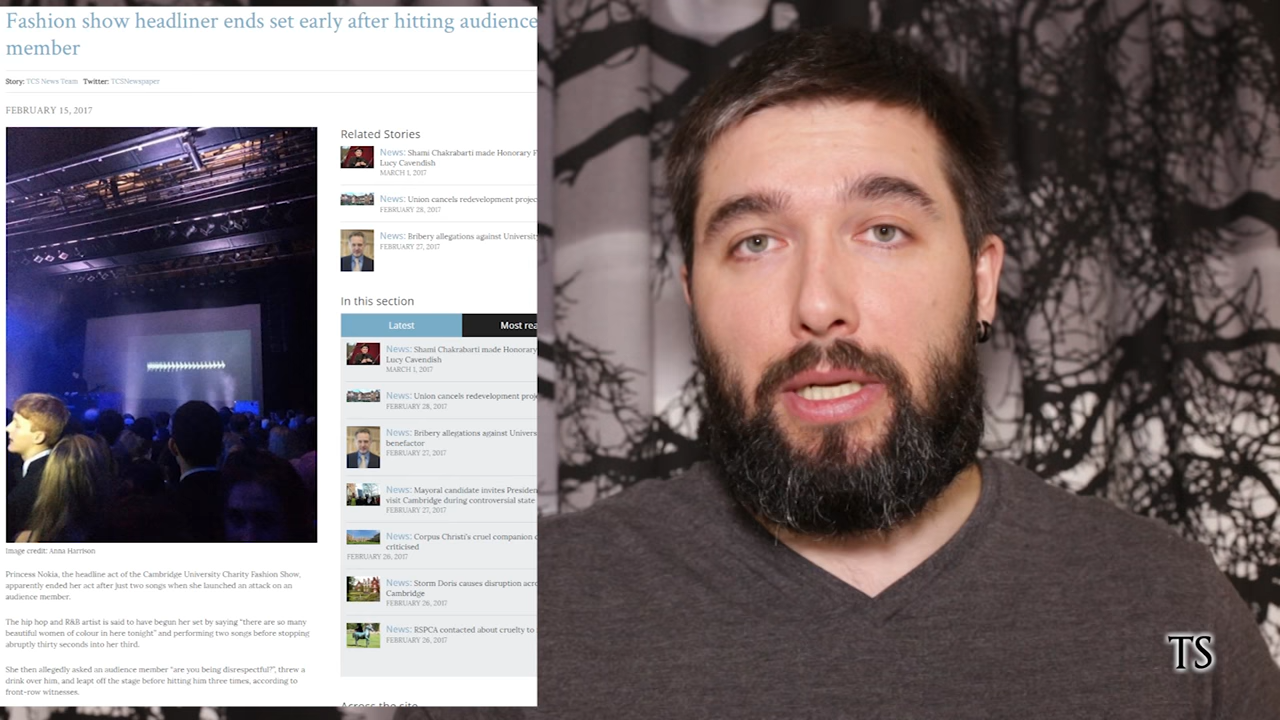 Fashion show headliner ends set early after hitting audience
member
Story: TCS News Team Twitter: TCSNewspaper
FEBRUARY 15, 2017
Related Stories
News: Shami Chakrabarti made Honorary F
Lucy Cavendish
MARCH 1, 2017
News: Union cancels redevelopment projec
FEBRUARY 28, 2017
News: Bribery allegations against University
FEBRUARY 27, 2017
In this section
Latest Most rea
News: Shami Chakrabarti made Honorary
Lucy Cavendish
MARCH 1, 2017
News: Union cancels redevelopment proj
FEBRUARY 28, 2017
News: Bribery allegations against Univers
benefactor
FEBRUARY 27, 2017
News: Mayoral candidate invites Presiden
visit Cambridge during controversial state
FEBRUARY 27, 2017
News: Corpus Christi's cruel companion c
criticised
FEBRUARY 26, 2017
News: Storm Doris causes disruption acro
Cambridge
FEBRUARY 26, 2017
News: RSPCA contacted about cruelty to
FEBRUARY 26, 2017
Across the site
Image credit: Anna Harrison
Princess Nokia, the headline act of the Cambridge University Charity Fashion Show,
apparently ended her act after just two songs when she launched an attack on an
audience member.
The hip hop and R&B artist is said to have begun her set by saying "there are so many
beautiful women of colour in here tonight" and performing two songs before stopping
abruptly thirty seconds into her third.
She then allegedly asked an audience member "are you being disrespectful?", threw a
drink over him, and leapt off the stage before hitting him three times, according to
front-row witnesses.
TS